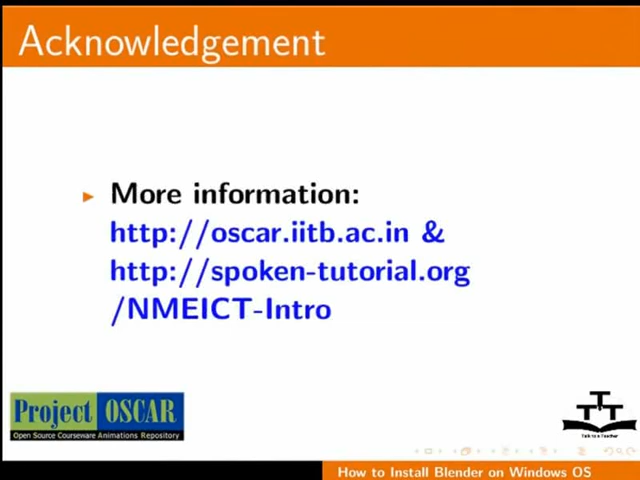 Acknowledgement
More information:
http://oscar.iitb.ac.in &
http://spoken-tutorial.org
/NMEICT-Intro
Project OSCAR
Open Source Courseware Animations Repository
TTT
Talk to a Teacher
How to Install Blender on Windows OS